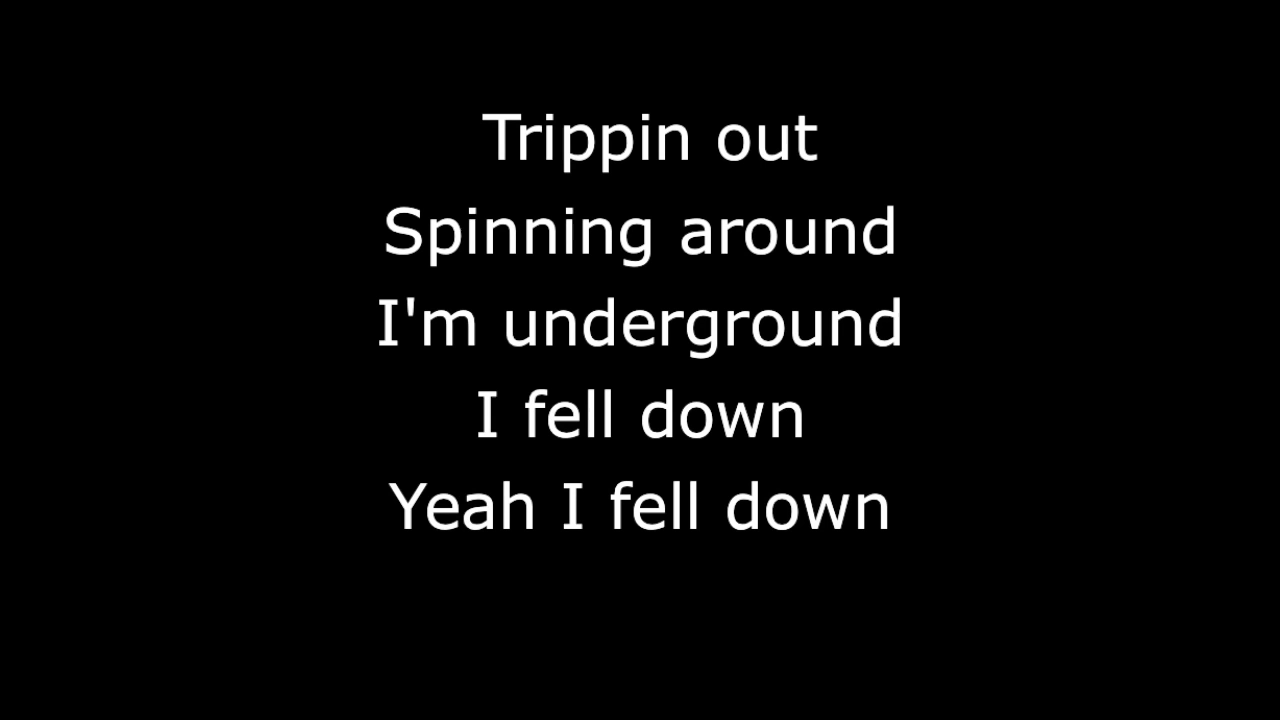 Trippin out
Spinning around
I'm underground
I fell down
Yeah I fell down